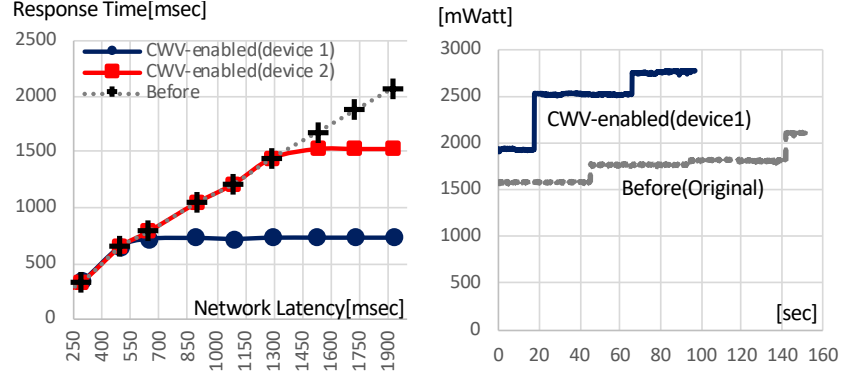 Response Time[msec]
2500
2000
1500
1000
500
0
CWV-enabled(device 1)
CWV-enabled(device 2)
Before
Network Latency[msec]
250
400
550
700
850
1000
1150
1300
1450
1600
1750
1900
[mWatt]
3000
2500
2000
1500
1000
500
0
CWV-enabled(device1)
Before(Original)
[sec]
0 20 40 60 80 100 120 140 160